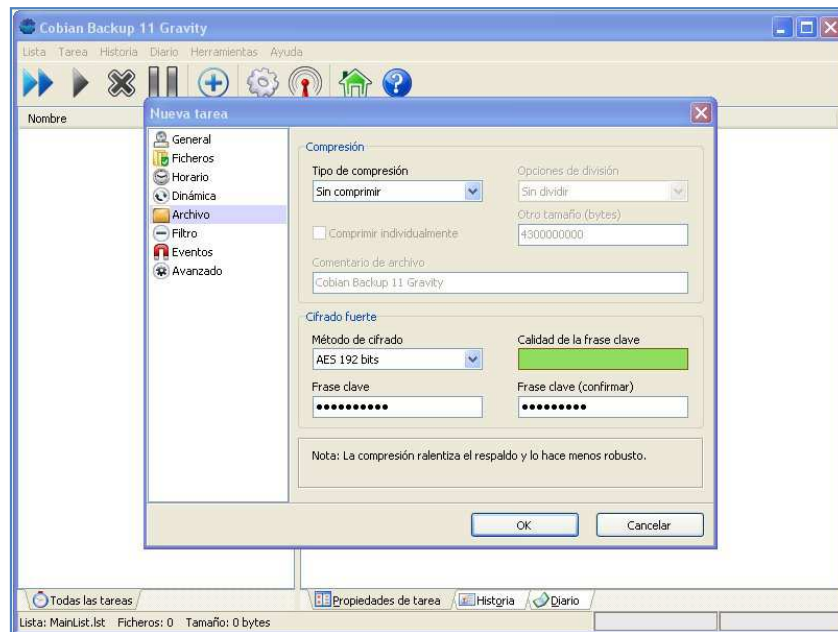 Cobian Backup 11 Gravity
Lista Tarea Historia Diario Herramientas Ayuda
Nombre
Nueva tarea
General
Ficheros
Horario
Dinámica
Archivo
Filtro
Eventos
Avanzado
Compresión
Tipo de compresión
Opciones de división
Sin comprimir
Sin dividir
Otro tamaño (bytes)
Comprimir individualmente
4300000000
Comentario de archivo
Cobian Backup 11 Gravity
Cifrado fuerte
Método de cifrado
Calidad de la frase clave
AES 192 bits
Frase clave
Frase clave (confirmar)
●●●●●●●●●●
●●●●●●●●●
Nota: La compresión ralentiza el respaldo y lo hace menos robusto.
OK
Cancelar
Todas las tareas
Propiedades de tarea
Historia
Diario
Lista: MainList.lst Ficheros: 0 Tamaño: 0 bytes